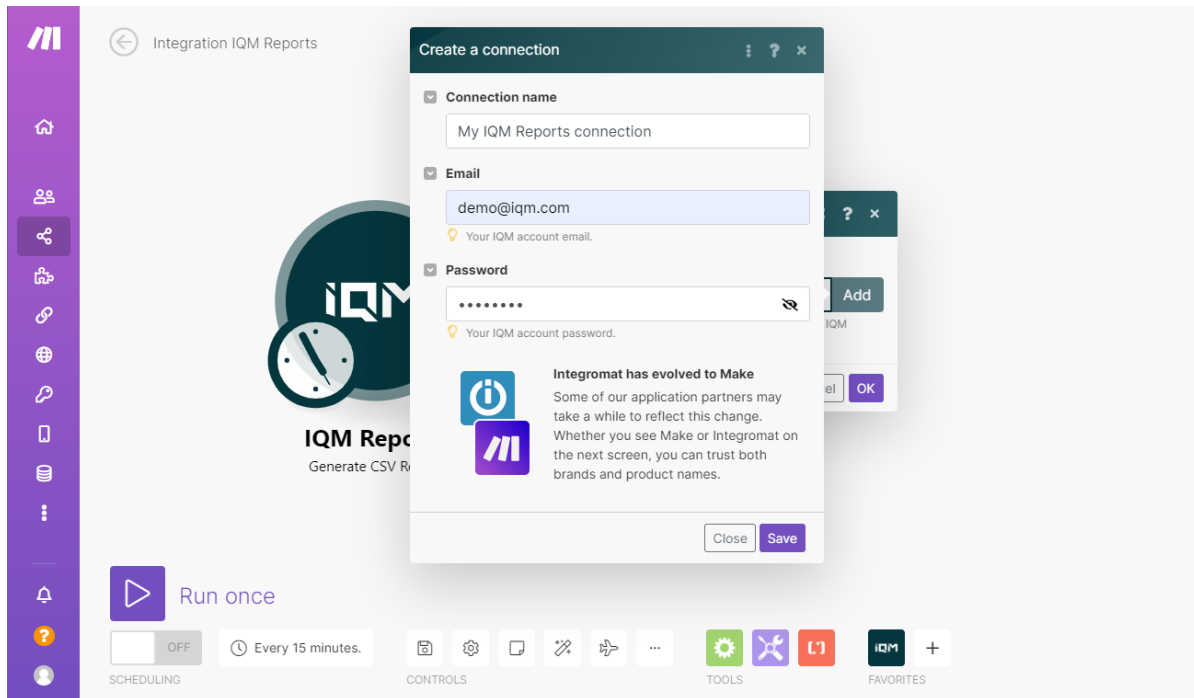 Integration IQM Reports
Create a connection
?
Connection name
My IQM Reports connection
Email
demo@iqm.com
Your IQM account email.
Password
••••••••
Your IQM account password.
Integromat has evolved to Make
Some of our application partners may
take a while to reflect this change.
Whether you see Make or Integromat on
the next screen, you can trust both
brands and product names.
Close
Save
?
Add
IQM
OK
IQM
IQM
Generate CSV
Run once
OFF
Every 15 minutes.
IQM
SCHEDULING
CONTROLS
TOOLS
FAVORITES
?